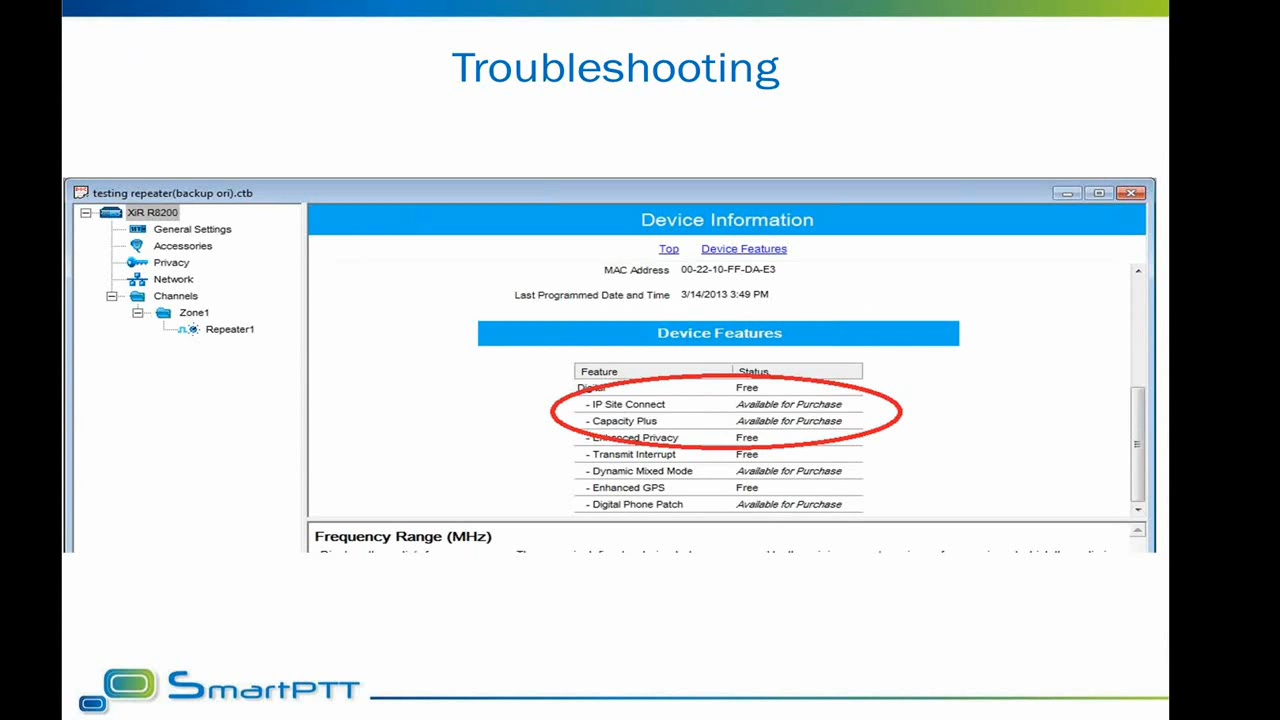 Troubleshooting
testing repeater(backup ori).ctb
XiR R8200
General Settings
Accessories
Privacy
Network
Channels
Zone1
Repeater1
Device Information
Top Device Features
MAC Address 00-22-10-FF-DA-E3
Last Programmed Date and Time 3/14/2013 3:49 PM
Device Features
Feature Status
Digital Free
- IP Site Connect Available for Purchase
- Capacity Plus Available for Purchase
- Enhanced Privacy Free
- Transmit Interrupt Free
- Dynamic Mixed Mode Available for Purchase
- Enhanced GPS Free
- Digital Phone Patch Available for Purchase
Frequency Range (MHz)
SmartPTT